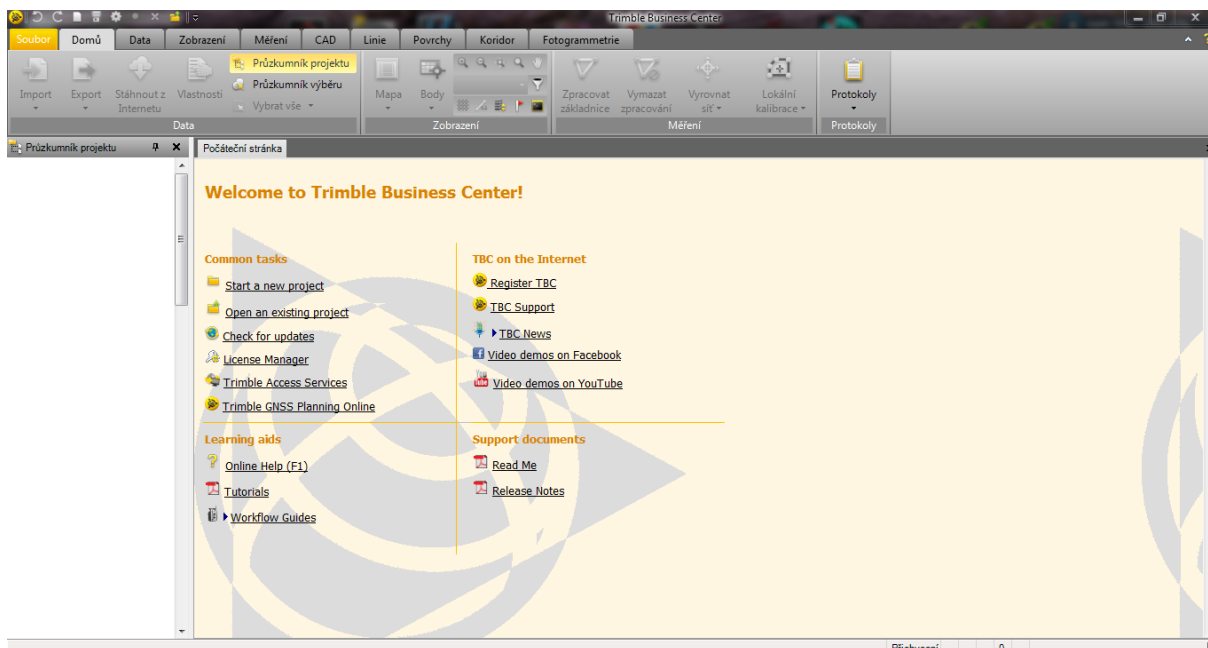 Trimble Business Center
Soubor Domů Data Zobrazení Měření CAD Linie Povrchy Koridor Fotogrammetrie
Import
Export
Stáhnout z
Internetu
Vlastnosti
Průzkumník projektu
Průzkumník výběru
Vybrat vše
Data
Mapa
Body
Zobrazení
Zpracovat
základnice
Vymazat
zpracování
Vyrovnat
síť
Lokální
kalibrace
Měření
Protokoly
Protokoly
Průzkumník projektu
Počáteční stránka
Welcome to Trimble Business Center!
Common tasks
Start a new project
Open an existing project
Check for updates
License Manager
Trimble Access Services
Trimble GNSS Planning Online
TBC on the Internet
Register TBC
TBC Support
TBC News
Video demos on Facebook
Video demos on YouTube
Learning aids
Online Help (F1)
Tutorials
Workflow Guides
Support documents
Read Me
Release Notes